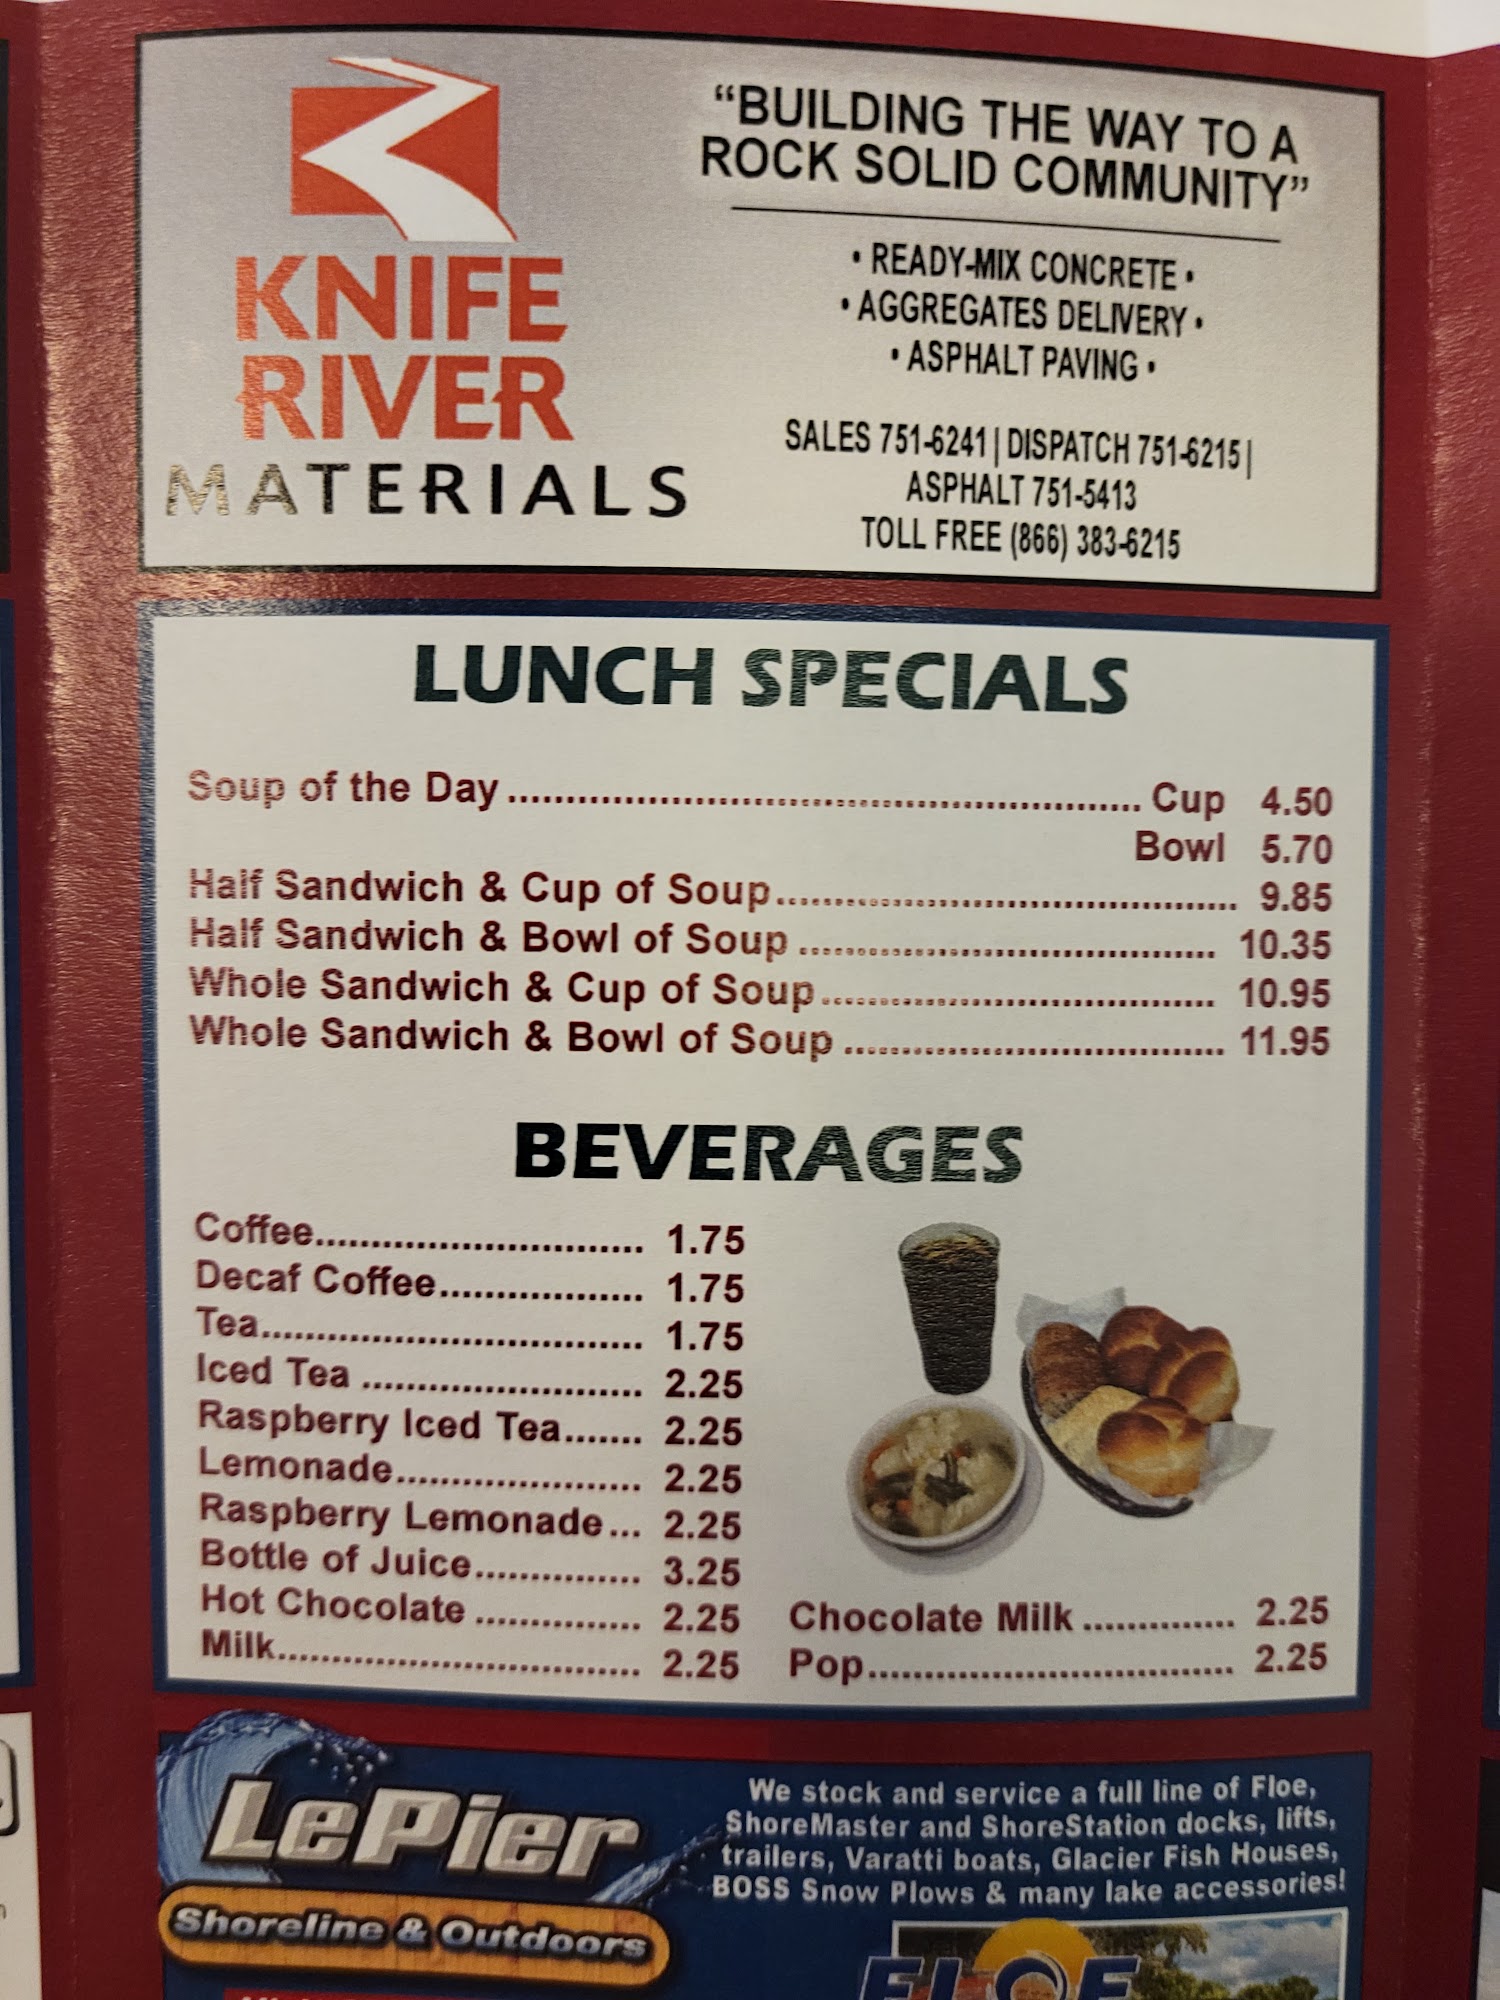 KNIFE
RIVER
MATERIALS
“BUILDING THE WAY TO A
ROCK SOLID COMMUNITY”
• READY-MIX CONCRETE •
• AGGREGATES DELIVERY •
• ASPHALT PAVING •
SALES 751-6241 | DISPATCH 751-6215 |
ASPHALT 751-5413
TOLL FREE (866) 383-6215
LUNCH SPECIALS
Soup of the Day ........ Cup 4.50
Bowl 5.70
Half Sandwich & Cup of Soup........ 9.85
Half Sandwich & Bowl of Soup ........ 10.35
Whole Sandwich & Cup of Soup........ 10.95
Whole Sandwich & Bowl of Soup ........ 11.95
BEVERAGES
Coffee........ 1.75
Decaf Coffee........ 1.75
Tea........ 1.75
Iced Tea ........ 2.25
Raspberry Iced Tea....... 2.25
Lemonade........ 2.25
Raspberry Lemonade... 2.25
Bottle of Juice........ 3.25
Hot Chocolate ........ 2.25
Milk........ 2.25
Chocolate Milk ........ 2.25
Pop........ 2.25
LePier
Shoreline & Outdoors
We stock and service a full line of Floe,
ShoreMaster and ShoreStation docks, lifts,
trailers, Varatti boats, Glacier Fish Houses,
BOSS Snow Plows & many lake accessories!
FLOE